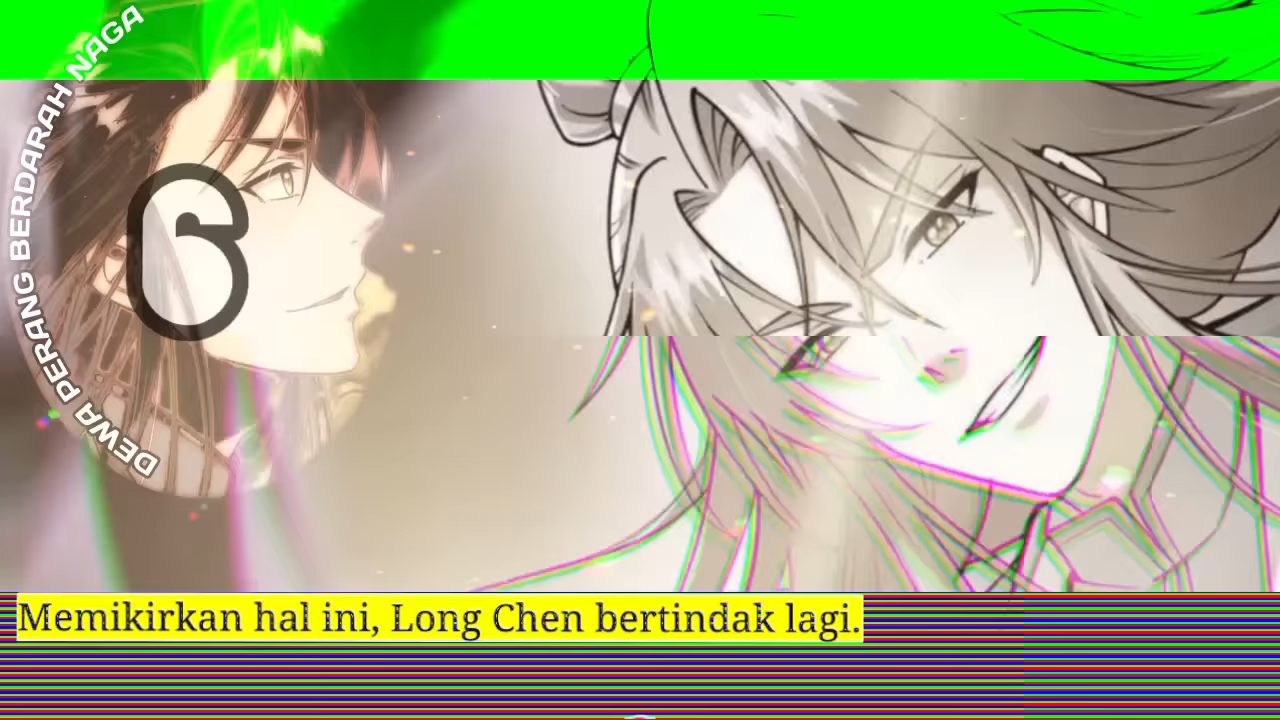 DEWA PERANG BERDARAH NAGA
6
Memikirkan hal ini, Long Chen bertindak lagi.